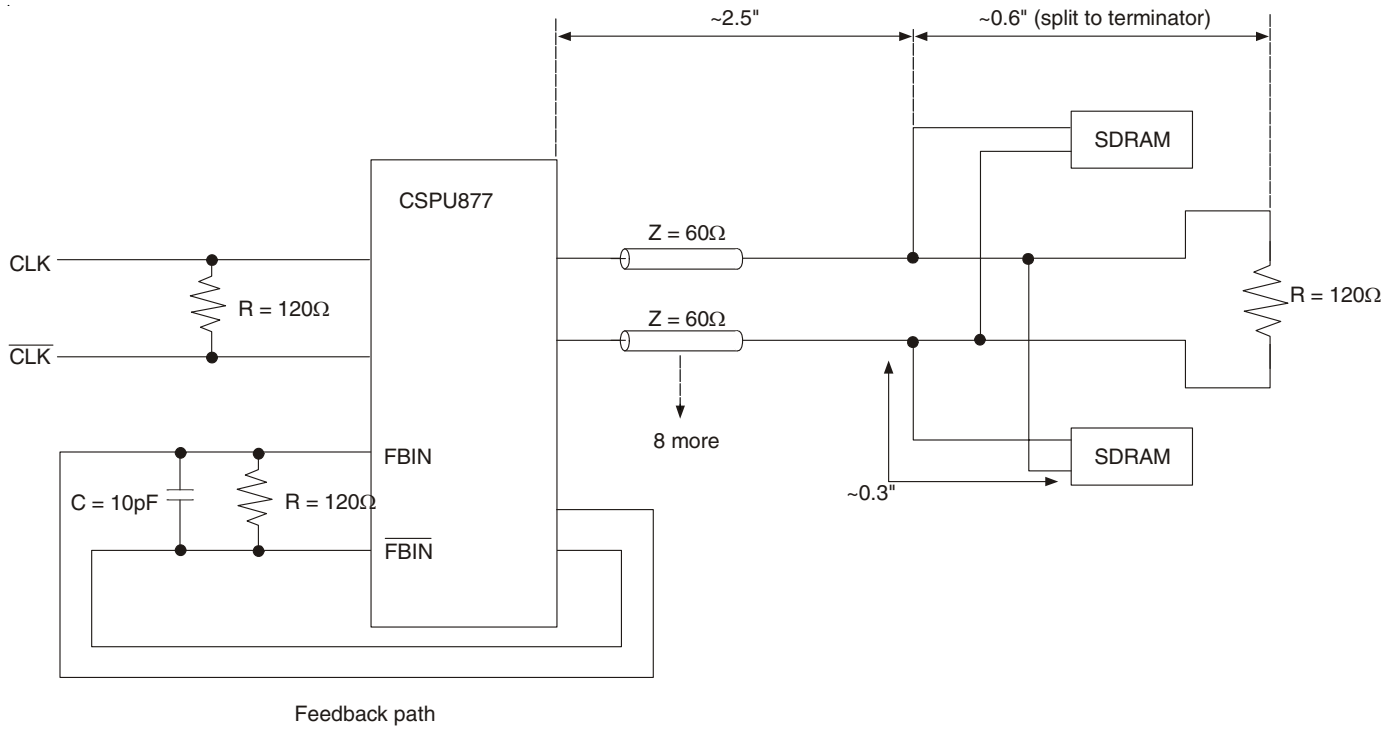 ~2.5"
~0.6" (split to terminator)
SDRAM
CSPU877
Z = 60Ω
CLK
R = 120Ω
R = 120Ω
Z = 60Ω
CLK
8 more
FBIN
SDRAM
~0.3"
C = 10pF
R = 120Ω
FBIN
Feedback path